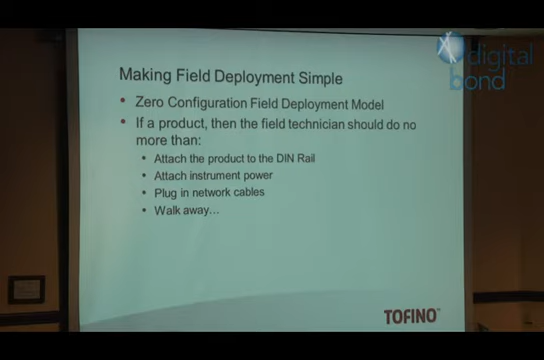 digital
bond
Making Field Deployment Simple
• Zero Configuration Field Deployment Model
• If a product, then the field technician should do no
more than:
• Attach the product to the DIN Rail
• Attach instrument power
• Plug in network cables
• Walk away…
TOFINO™